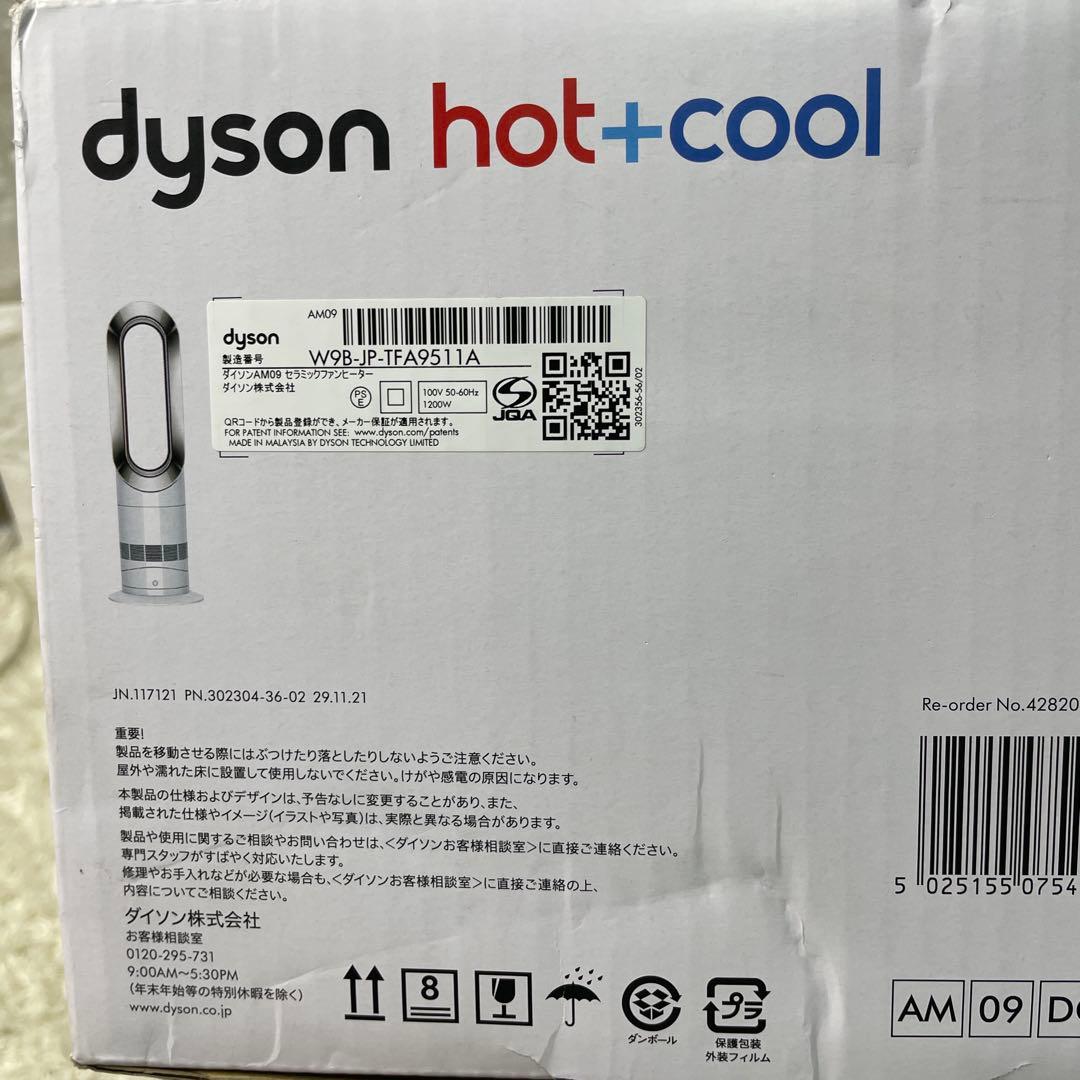 dyson hot+cool
AM09
dyson
製造番号 W9B-JP-TFA9511A
ダイソンAM09 セラミックファンヒーター
ダイソン株式会社
PS
E
100V 50-60Hz
1200W
JQA
QRコードから製品登録ができ、メーカー保証が適用されます。
FOR PATENT INFORMATION SEE: www.dyson.com/patents
MADE IN MALAYSIA BY DYSON TECHNOLOGY LIMITED
302356-56/02
JN.117121 PN.302304-36-02 29.11.21
Re-order No.42820
重要!
製品を移動させる際にはぶつけたり落としたりしないようご注意ください。
屋外や濡れた床に設置して使用しないでください。けがや感電の原因になります。
本製品の仕様およびデザインは、予告なしに変更することがあり、また、
掲載された仕様やイメージ(イラストや写真)は、実際と異なる場合があります。
製品や使用に関するご相談やお問い合わせは、<ダイソンお客様相談室>に直接ご連絡ください。
専門スタッフがすばやく対応いたします。
修理やお手入れなどが必要な場合も、<ダイソンお客様相談室>に直接ご連絡の上、
内容についてご相談ください。
ダイソン株式会社
お客様相談室
0120-295-731
9:00AM〜5:30PM
(年末年始等の特別休暇を除く)
www.dyson.co.jp
5 025155 0754
8
ダンボール
プラ
保護包装
外装フィルム
AM 09 DC